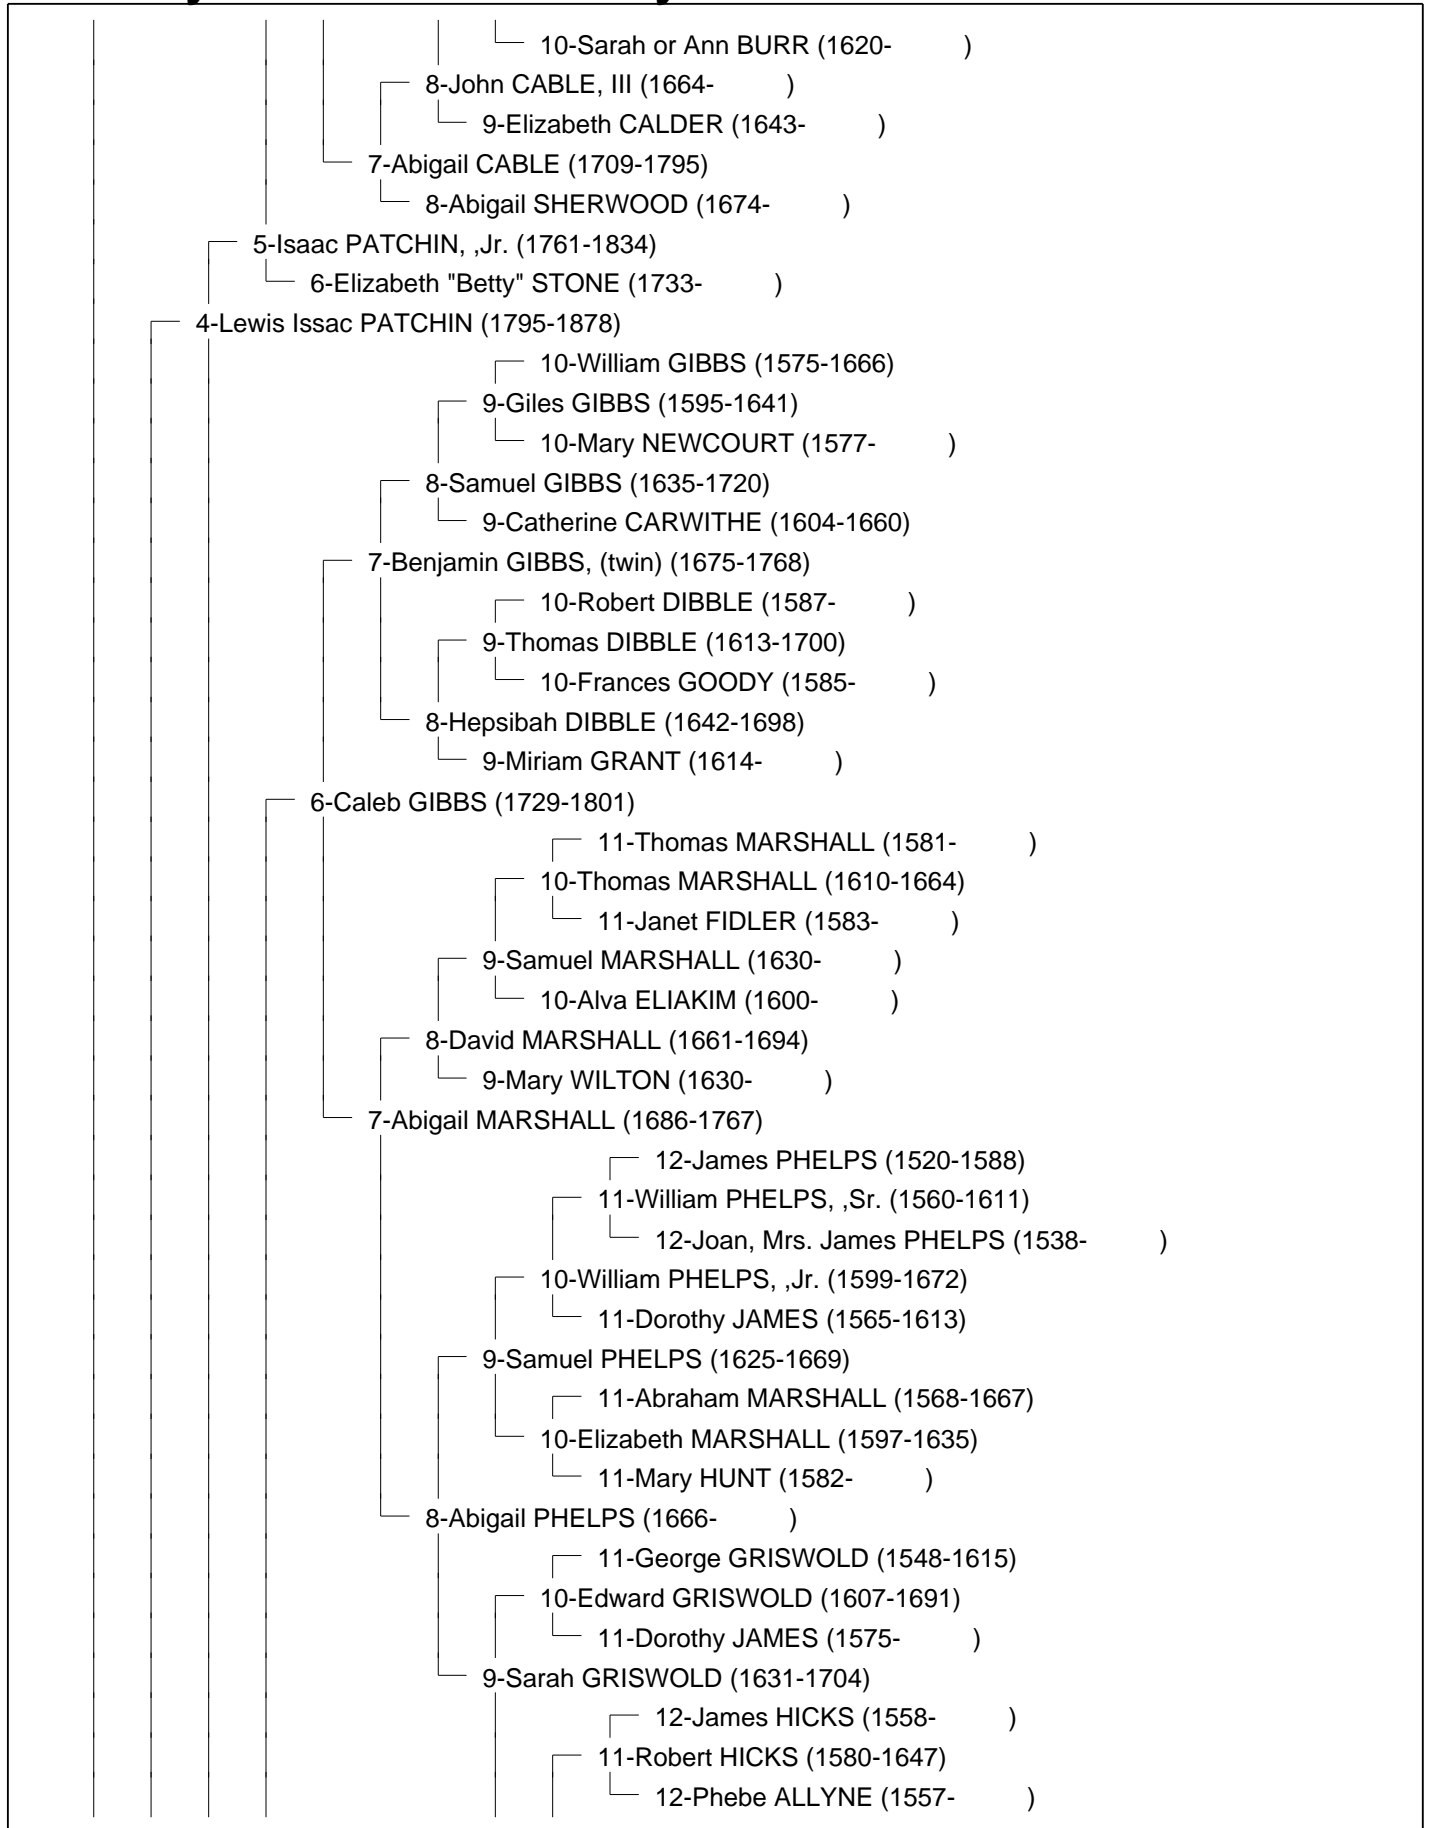 10-Sarah or Ann BURR (1620- )
8-John CABLE, III (1664- )
9-Elizabeth CALDER (1643- )
7-Abigail CABLE (1709-1795)
8-Abigail SHERWOOD (1674- )
5-Isaac PATCHIN, ,Jr. (1761-1834)
6-Elizabeth "Betty" STONE (1733- )
4-Lewis Issac PATCHIN (1795-1878)
10-William GIBBS (1575-1666)
9-Giles GIBBS (1595-1641)
10-Mary NEWCOURT (1577- )
8-Samuel GIBBS (1635-1720)
9-Catherine CARWITHE (1604-1660)
7-Benjamin GIBBS, (twin) (1675-1768)
10-Robert DIBBLE (1587- )
9-Thomas DIBBLE (1613-1700)
10-Frances GOODY (1585- )
8-Hepsibah DIBBLE (1642-1698)
9-Miriam GRANT (1614- )
6-Caleb GIBBS (1729-1801)
11-Thomas MARSHALL (1581- )
10-Thomas MARSHALL (1610-1664)
11-Janet FIDLER (1583- )
9-Samuel MARSHALL (1630- )
10-Alva ELIAKIM (1600- )
8-David MARSHALL (1661-1694)
9-Mary WILTON (1630- )
7-Abigail MARSHALL (1686-1767)
12-James PHELPS (1520-1588)
11-William PHELPS, ,Sr. (1560-1611)
12-Joan, Mrs. James PHELPS (1538- )
10-William PHELPS, ,Jr. (1599-1672)
11-Dorothy JAMES (1565-1613)
9-Samuel PHELPS (1625-1669)
11-Abraham MARSHALL (1568-1667)
10-Elizabeth MARSHALL (1597-1635)
11-Mary HUNT (1582- )
8-Abigail PHELPS (1666- )
11-George GRISWOLD (1548-1615)
10-Edward GRISWOLD (1607-1691)
11-Dorothy JAMES (1575- )
9-Sarah GRISWOLD (1631-1704)
12-James HICKS (1558- )
11-Robert HICKS (1580-1647)
12-Phebe ALLYNE (1557- )